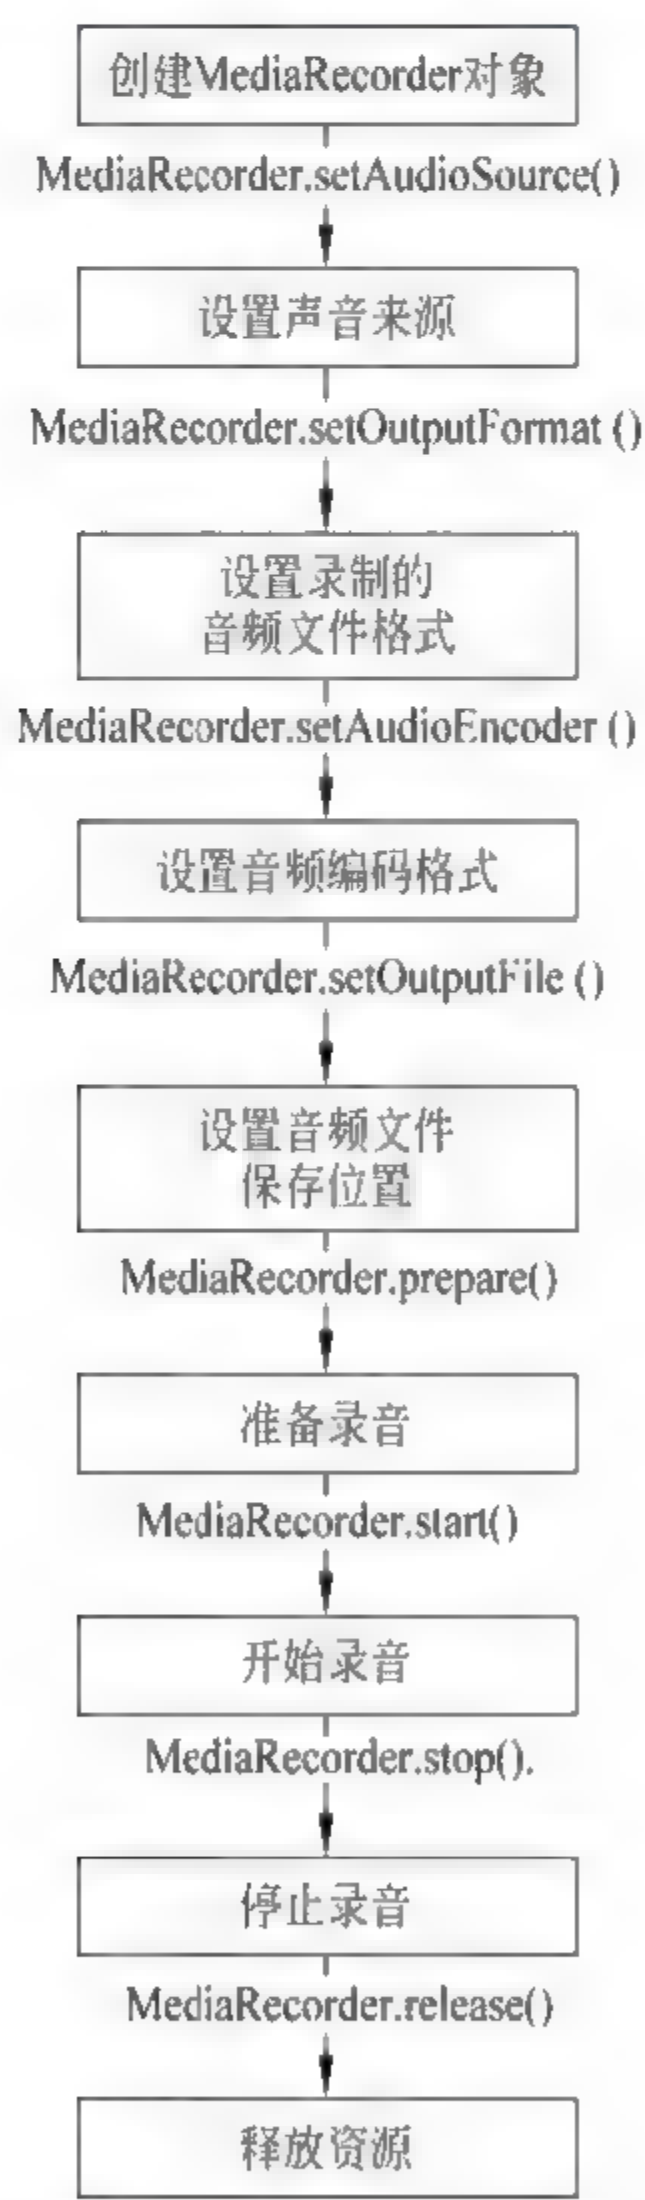 创建MediaRecorder对象
MediaRecorder.setAudioSource()
设置声音来源
MediaRecorder.setOutputFormat ()
设置录制的
音频文件格式
MediaRecorder.setAudioEncoder ()
设置音频编码格式
MediaRecorder.setOutputFile ()
设置音频文件
保存位置
MediaRecorder.prepare()
准备录音
MediaRecorder.start()
开始录音
MediaRecorder.stop().
停止录音
MediaRecorder.release()
释放资源